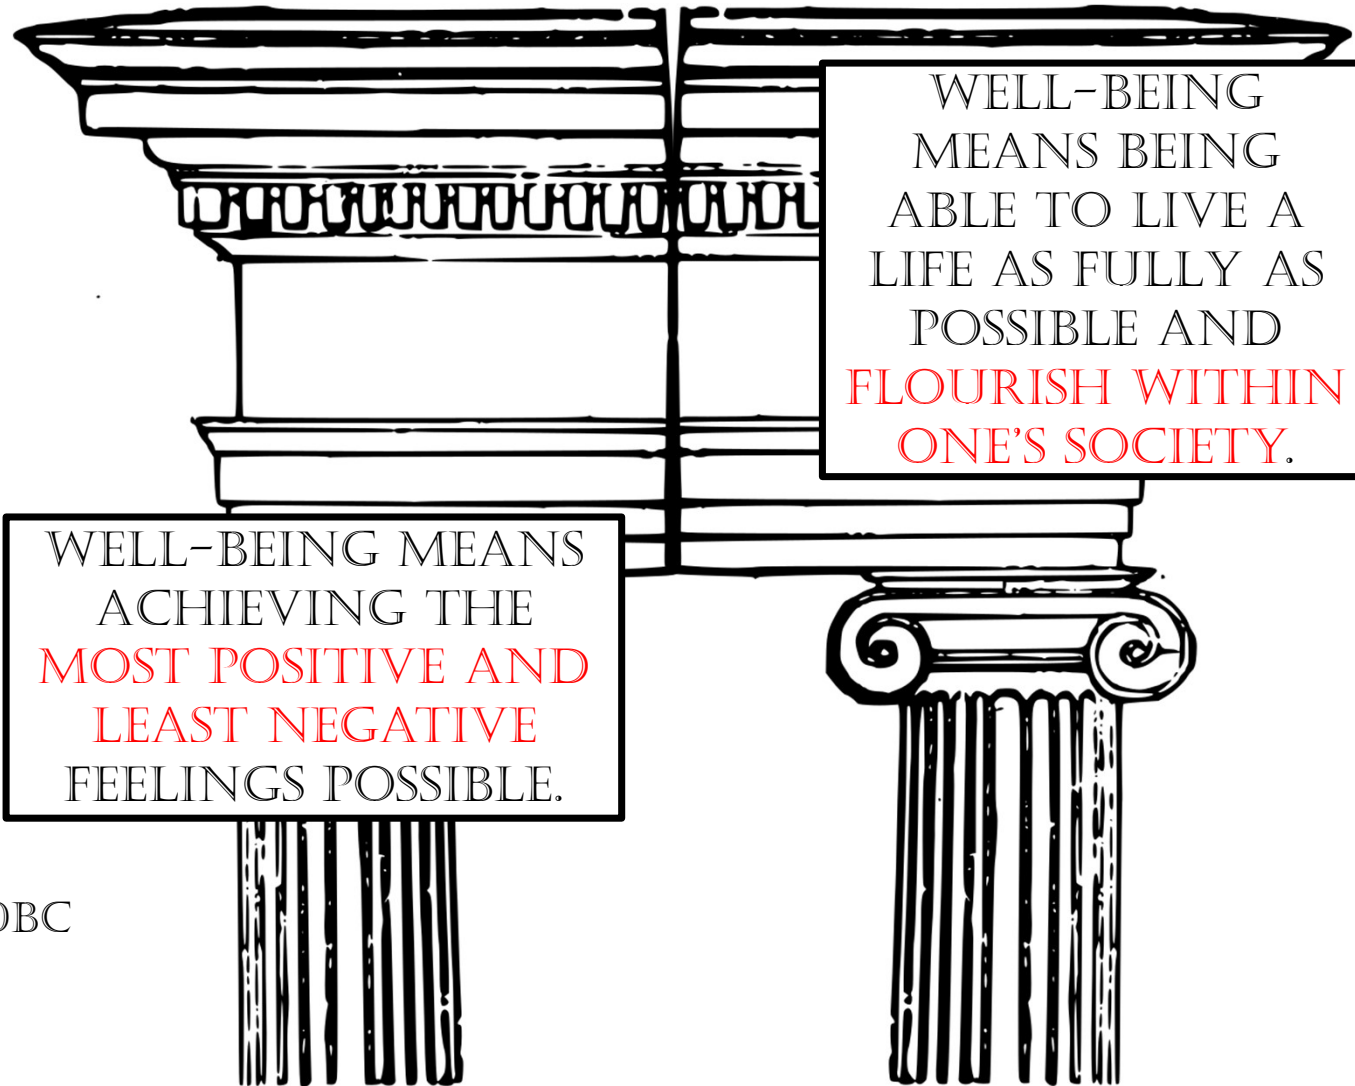 WELL-BEING
MEANS BEING
ABLE TO LIVE A
LIFE AS FULLY AS
POSSIBLE AND
FLOURISH WITHIN
ONE'S SOCIETY.
WELL-BEING MEANS
ACHIEVING THE
MOST POSITIVE AND
LEAST NEGATIVE
FEELINGS POSSIBLE.
BC